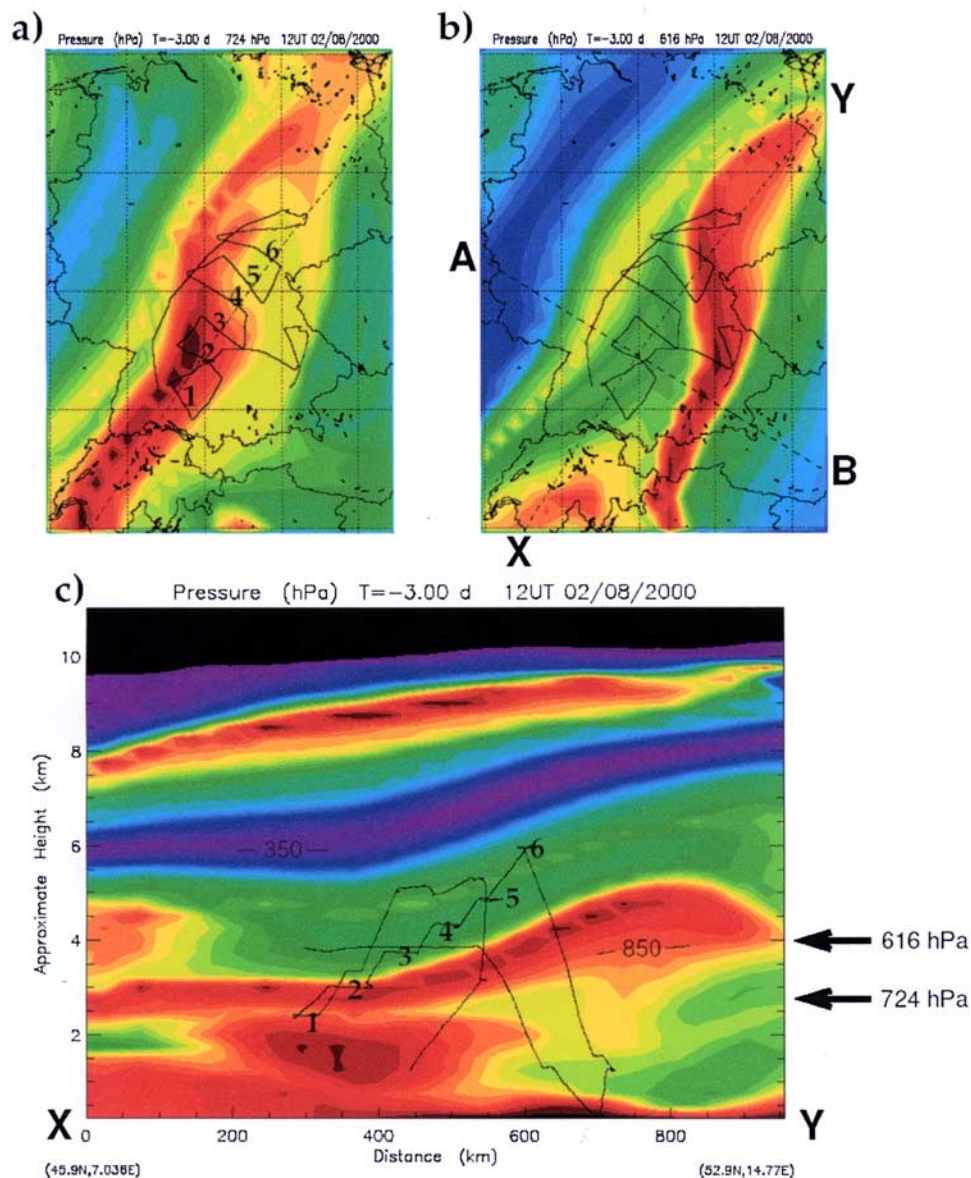 a)
Pressure (hPa) T=-3.00 d 724 hPa 12UT 02/08/2000
b)
Pressure (hPa) T=-3.00 d 616 hPa 12UT 02/08/2000
Y
A
6
5
4
3
2
1
B
X
c)
Pressure (hPa) T=-3.00 d 12UT 02/08/2000
10
8
6
4
2
Approximate Height (km)
350
6
5
4
3
2
1
850
616 hPa
724 hPa
X
Y
0 200 400 600 800
Distance (km)
(45.9N,7.036E)
(52.9N,14.77E)